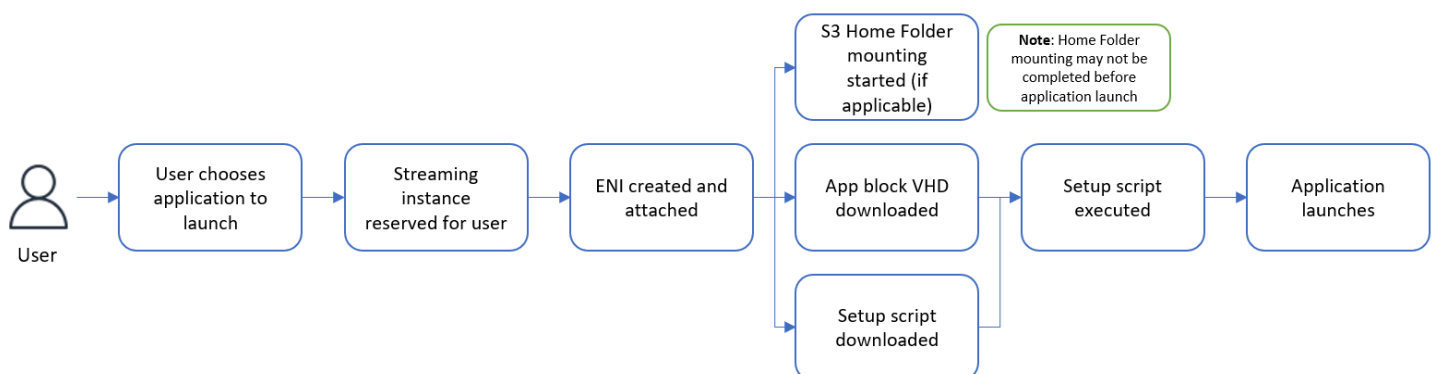 S3 Home Folder
mounting
started (if
applicable)
Note: Home Folder
mounting may not be
completed before
application launch
User
User chooses
application to
launch
Streaming
instance
reserved for user
ENI created and
attached
App block VHD
downloaded
Setup script
downloaded
Setup script
executed
Application
launches